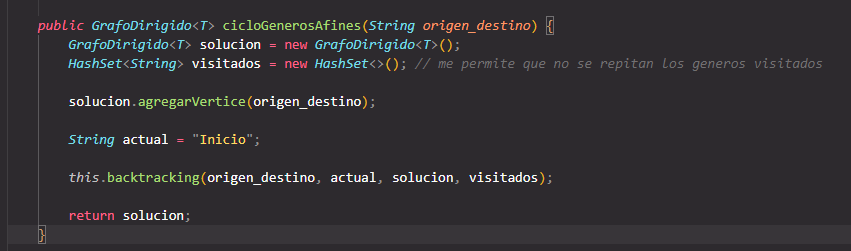 public GrafoDirigido<T> cicloGenerosAfines(String origen_destino) {
GrafoDirigido<T> solucion = new GrafoDirigido<T>();
HashSet<String> visitados = new HashSet<>(); // me permite que no se repitan los generos visitados
solucion.agregarVertice(origen_destino);
String actual = "Inicio";
this.backtracking(origen_destino, actual, solucion, visitados);
return solucion;
}